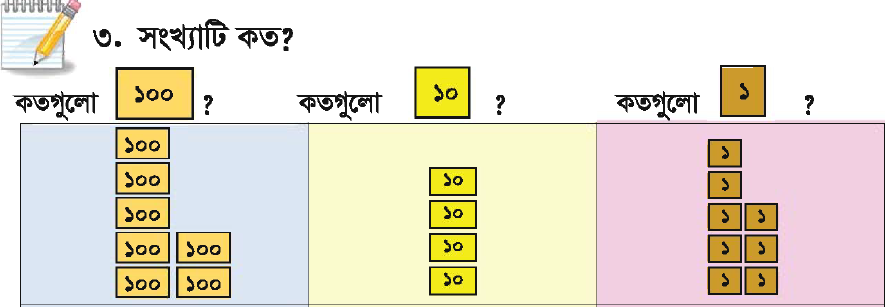 ৩. সংখ্যাটি কত?
কতগুলো ১০০ ? কতগুলো ১০ ? কতগুলো ১ ?
১০০ ১
১০০ ১০ ১
১০০ ১০ ১ ১
১০০ ১০০ ১০ ১ ১
১০০ ১০০ ১০ ১ ১